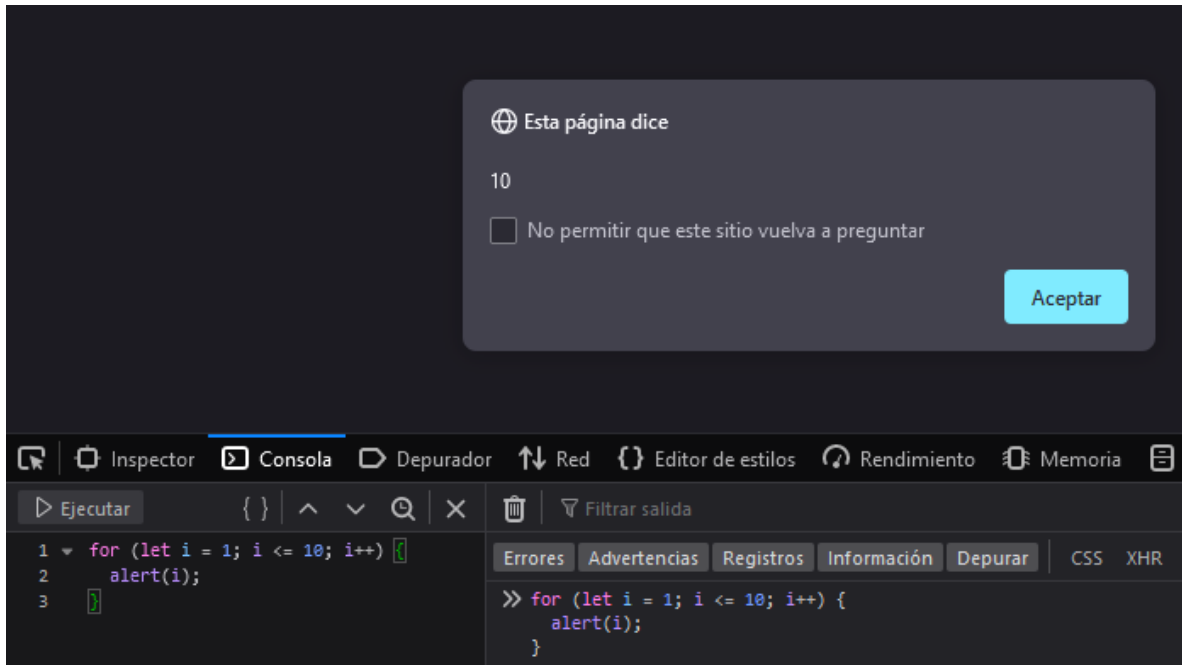 Esta página dice
10
No permitir que este sitio vuelva a preguntar
Aceptar
Inspector Consola Depurador Red {} Editor de estilos Rendimiento Memoria
Ejecutar { }
1 for (let i = 1; i <= 10; i++) {
2 alert(i);
3 }
Filtrar salida
Errores Advertencias Registros Información Depurar CSS XHR
>> for (let i = 1; i <= 10; i++) {
alert(i);
}